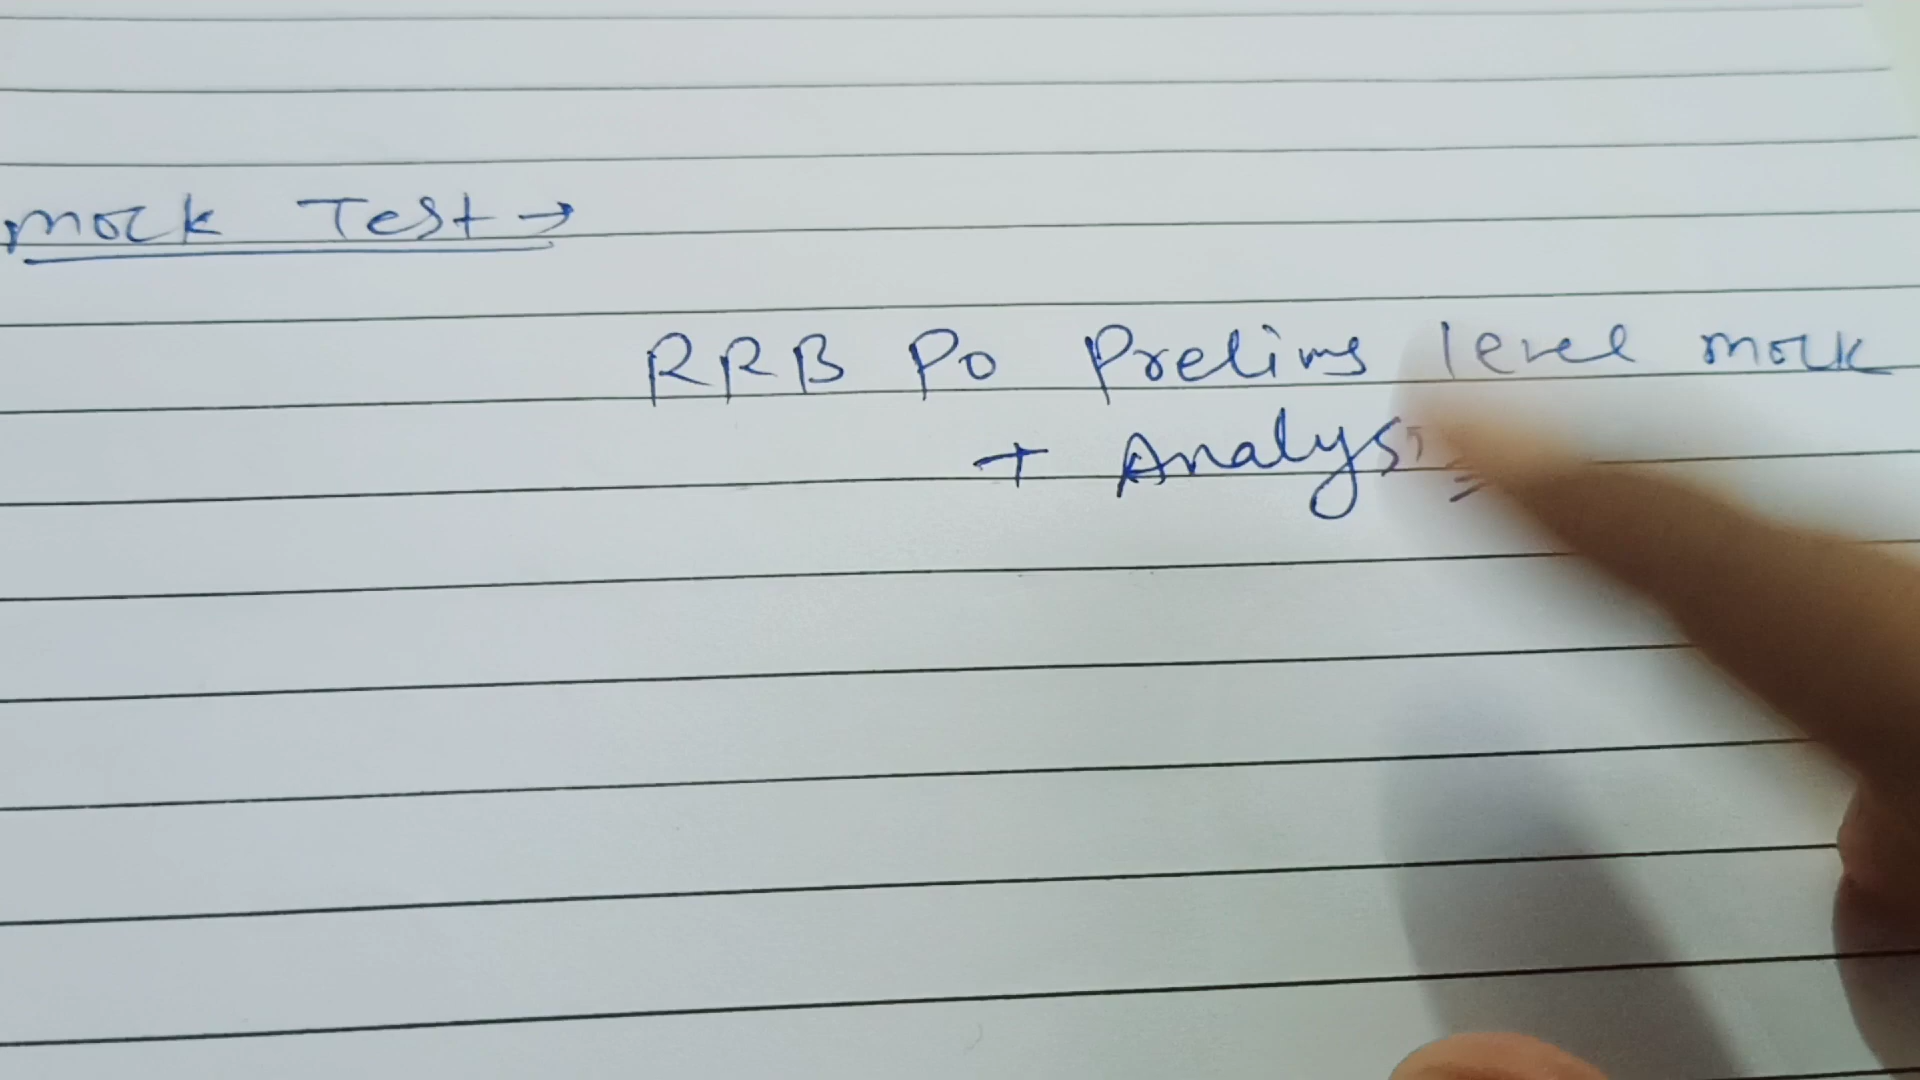 Mock Test →
RRB PO Prelims level mock
+ Analysis